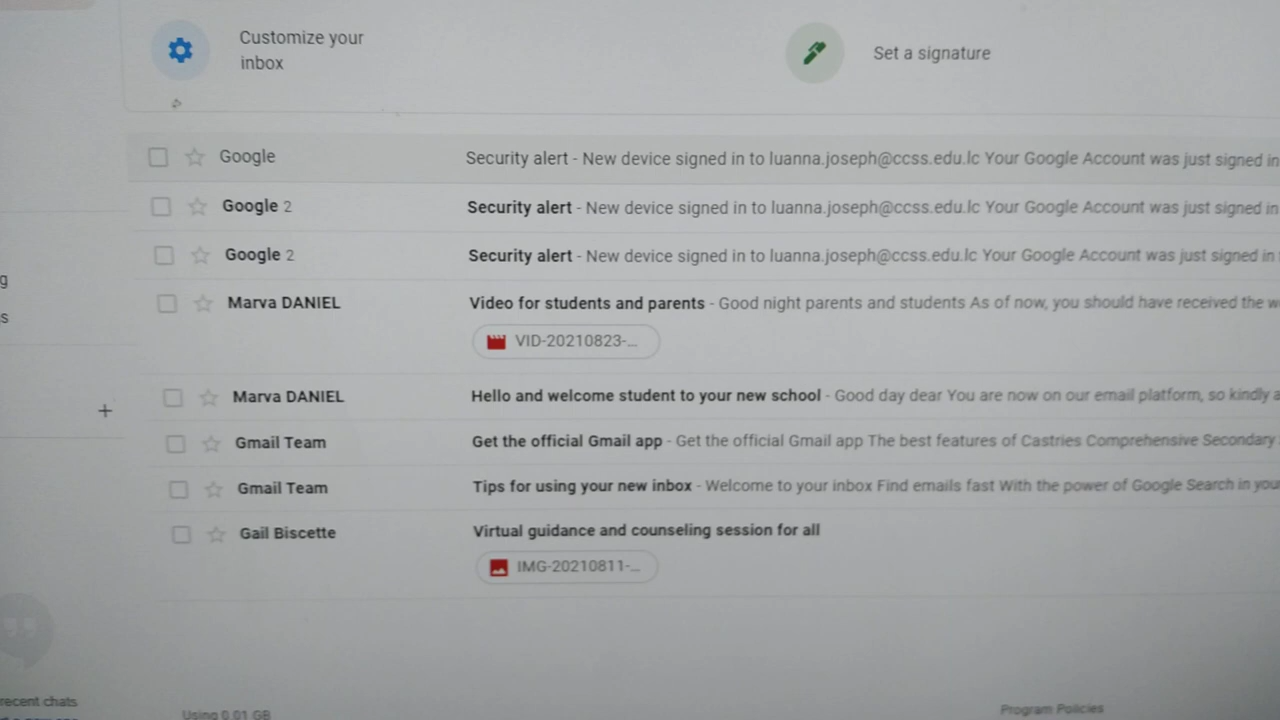 Customize your
inbox
Set a signature
Google Security alert - New device signed in to luanna.joseph@ccss.edu.lc Your Google Account was just signed in
Google 2 Security alert - New device signed in to luanna.joseph@ccss.edu.lc Your Google Account was just signed in
Google 2 Security alert - New device signed in to luanna.joseph@ccss.edu.lc Your Google Account was just signed in
g
Marva DANIEL Video for students and parents - Good night parents and students As of now, you should have received the w
s
VID-20210823-...
Marva DANIEL Hello and welcome student to your new school - Good day dear You are now on our email platform, so kindly a
+
Gmail Team Get the official Gmail app - Get the official Gmail app The best features of Castries Comprehensive Secondary
Gmail Team Tips for using your new inbox - Welcome to your inbox Find emails fast With the power of Google Search in you
Gail Biscette Virtual guidance and counseling session for all
IMG-20210811-...
recent chats
Using 0.01 GB
Program Policies